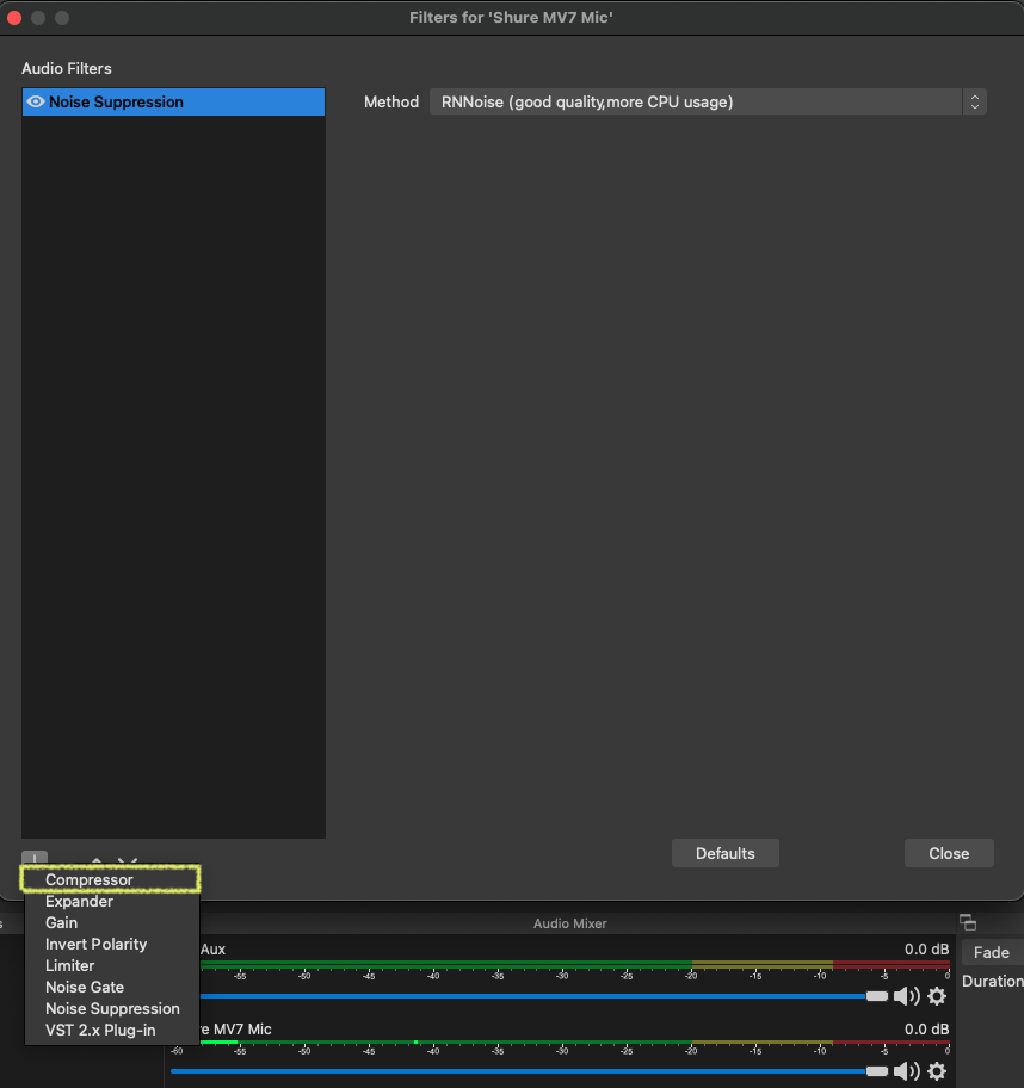 Filters for 'Shure MV7 Mic'
Audio Filters
Noise Suppression
Method RNNoise (good quality,more CPU usage)
Defaults Close
Compressor
Expander
Gain
Invert Polarity
Limiter
Noise Gate
Noise Suppression
VST 2.x Plug-in
s
Audio Mixer
Aux 0.0 dB
-55 -50 -45 -40 -35 -30 -25 -20 -15 -10 -5 0
re MV7 Mic 0.0 dB
-60 -55 -50 -45 -40 -35 -30 -25 -20 -15 -10 -5 0
Fade
Duration